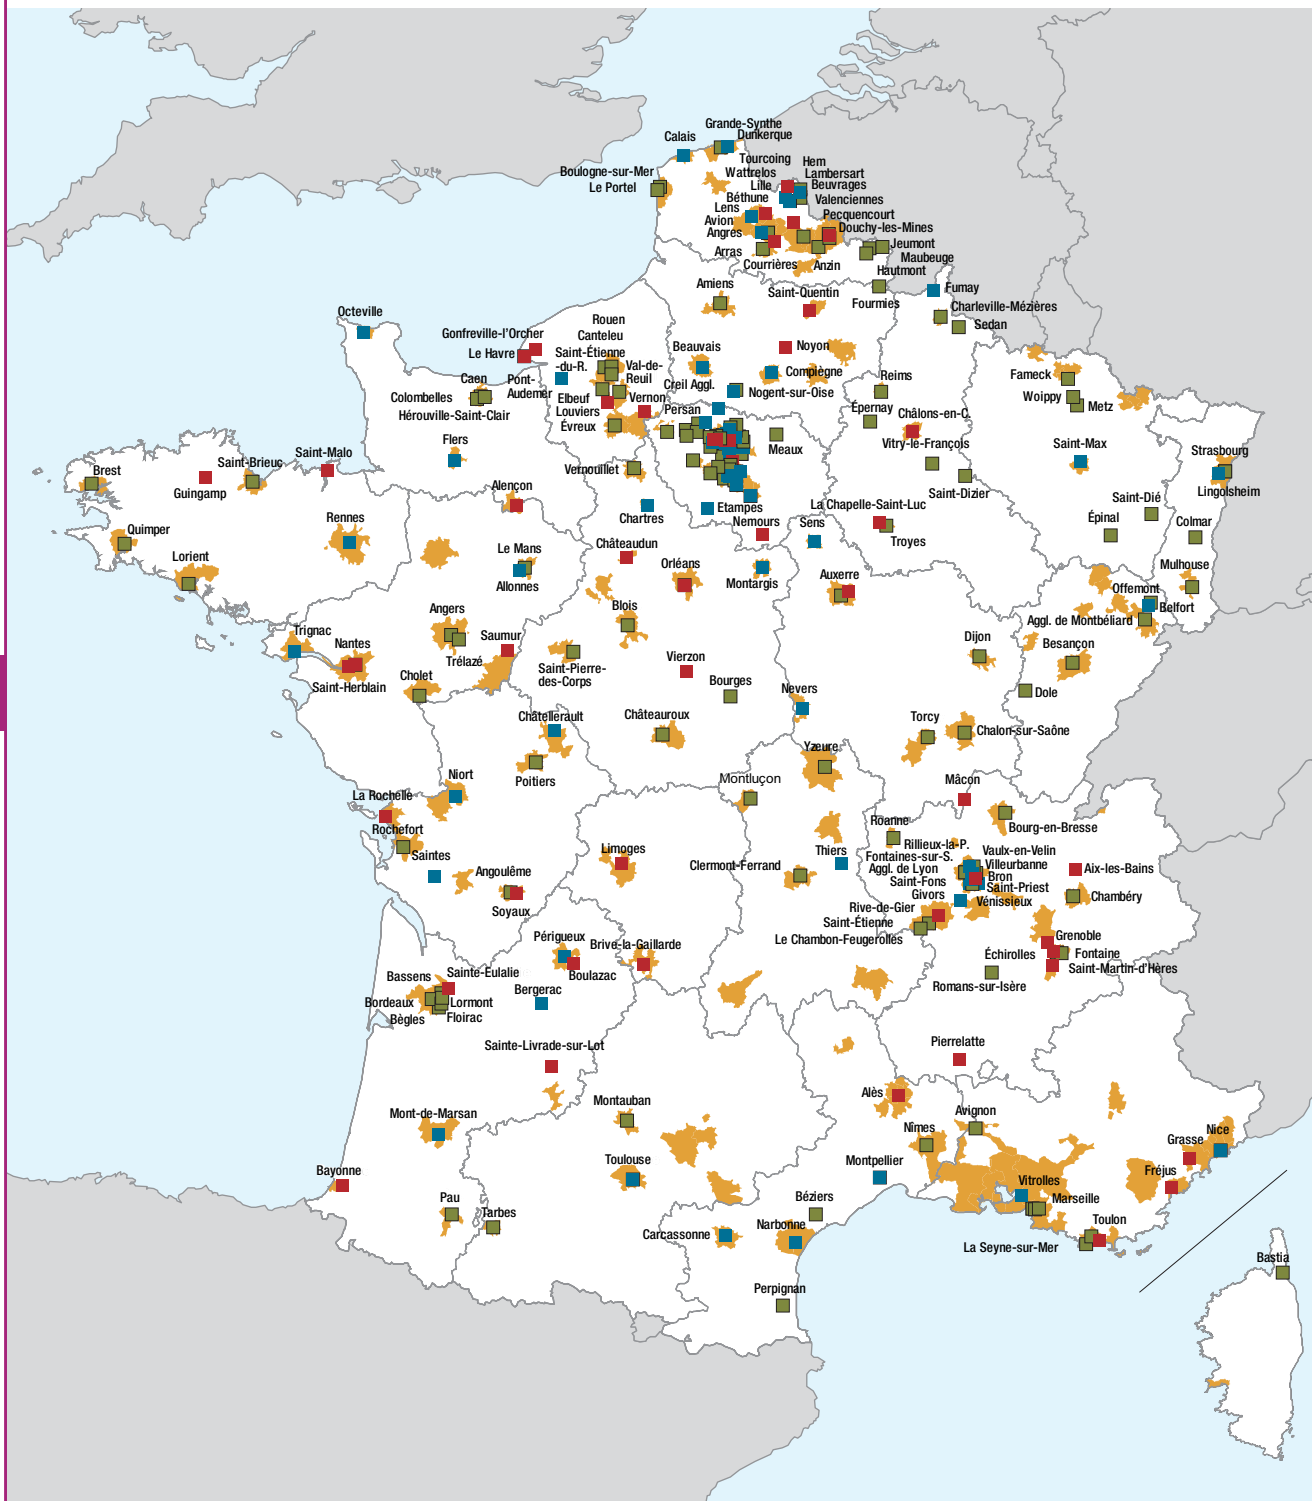 Grande-Synthe
Dunkerque
Calais
Tourcoing
Wattrelos
Hem
Lambersart
Boulogne-sur-Mer
Le Portel
Lille
Beuvrages
Béthune
Valenciennes
Lens
Pecquencourt
Avion
Douchy-les-Mines
Angres
Jeumont
Arras
Maubeuge
Courrières
Anzin
Hautmont
Amiens
Saint-Quentin
Fourmies
Fumay
Charleville-Mézières
Sedan
Octeville
Rouen
Canteleu
Gonfreville-l'Orcher
Le Havre
Saint-Étienne
-du-R.
Val-de-
Reuil
Beauvais
Noyon
Compiègne
Creil Aggl.
Nogent-sur-Oise
Caen
Pont-
Audemer
Colombelles
Hérouville-Saint-Clair
Elbeuf
Louviers
Évreux
Vernon
Persan
Reims
Épernay
Châlons-en-C.
Vitry-le-François
Fameck
Woippy
Metz
Flers
Meaux
Saint-Max
Strasbourg
Lingolsheim
Brest
Guingamp
Saint-Brieuc
Saint-Malo
Vernouillet
Alençon
Chartres
Etampes
Nemours
Saint-Dizier
La Chapelle-Saint-Luc
Troyes
Sens
Saint-Dié
Épinal
Colmar
Quimper
Rennes
Lorient
Le Mans
Allonnes
Châteaudun
Orléans
Montargis
Auxerre
Mulhouse
Offemont
Belfort
Aggl. de Montbéliard
Blois
Angers
Trélazé
Saumur
Trignac
Nantes
Saint-Herblain
Cholet
Saint-Pierre-
des-Corps
Vierzon
Bourges
Dijon
Besançon
Dole
Châtellerault
Châteauroux
Nevers
Torcy
Chalon-sur-Saône
Poitiers
Yzeure
Montluçon
Mâcon
Niort
La Rochelle
Rochefort
Saintes
Bourg-en-Bresse
Roanne
Rillieux-la-P.
Fontaines-sur-S.
Aggl. de Lyon
Saint-Fons
Givors
Vaulx-en-Velin
Villeurbanne
Bron
Saint-Priest
Vénissieux
Aix-les-Bains
Chambéry
Limoges
Thiers
Clermont-Ferrand
Angoulême
Soyaux
Rive-de-Gier
Saint-Étienne
Le Chambon-Feugerolles
Grenoble
Échirolles
Fontaine
Saint-Martin-d'Hères
Romans-sur-Isère
Périgueux
Boulazac
Brive-la-Gaillarde
Bergerac
Bassens
Sainte-Eulalie
Bordeaux
Lormont
Bègles
Floirac
Sainte-Livrade-sur-Lot
Pierrelatte
Alès
Avignon
Nîmes
Mont-de-Marsan
Montauban
Toulouse
Montpellier
Nice
Grasse
Fréjus
Bayonne
Pau
Tarbes
Vitrolles
Marseille
Béziers
Carcassonne
Narbonne
Toulon
La Seyne-sur-Mer
Perpignan
Bastia